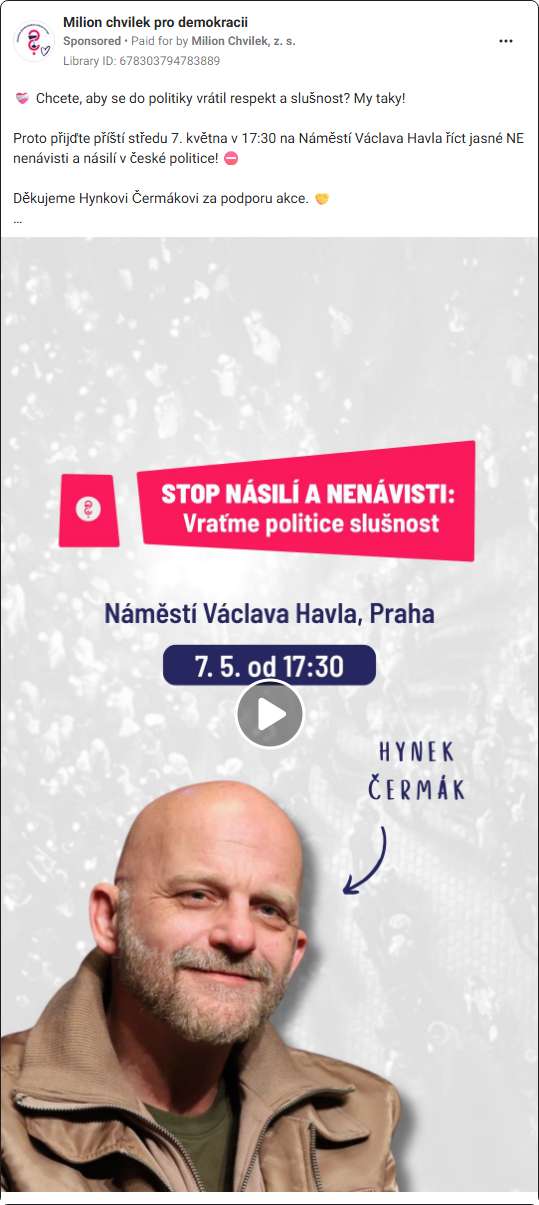 Milion chvilek pro demokracii
Sponsored • Paid for by Milion Chvilek, z. s.
Library ID: 678303794783889
💝 Chcete, aby se do politiky vrátil respekt a slušnost? My taky!
Proto přijďte příští středu 7. května v 17:30 na Náměstí Václava Havla říct jasné NE
nenávisti a násilí v české politice! ⛔
Děkujeme Hynkovi Čermákovi za podporu akce. 🤝
...
STOP NÁSILÍ A NENÁVISTI:
Vraťme politice slušnost
Náměstí Václava Havla, Praha
7. 5. od 17:30
HYNEK
ČERMÁK